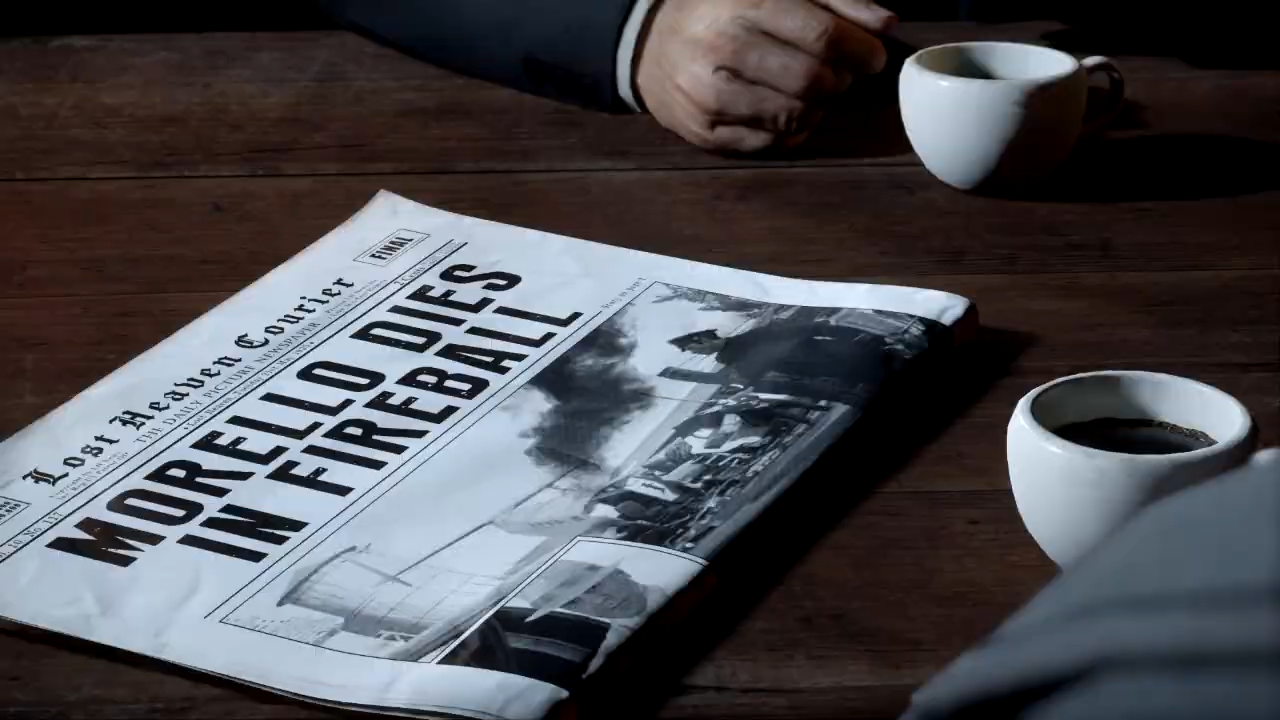 FINAL
Lost Heaven Courier
THE DAILY PICTURE NEWSPAPER
MORELLO DIES
IN FIREBALL